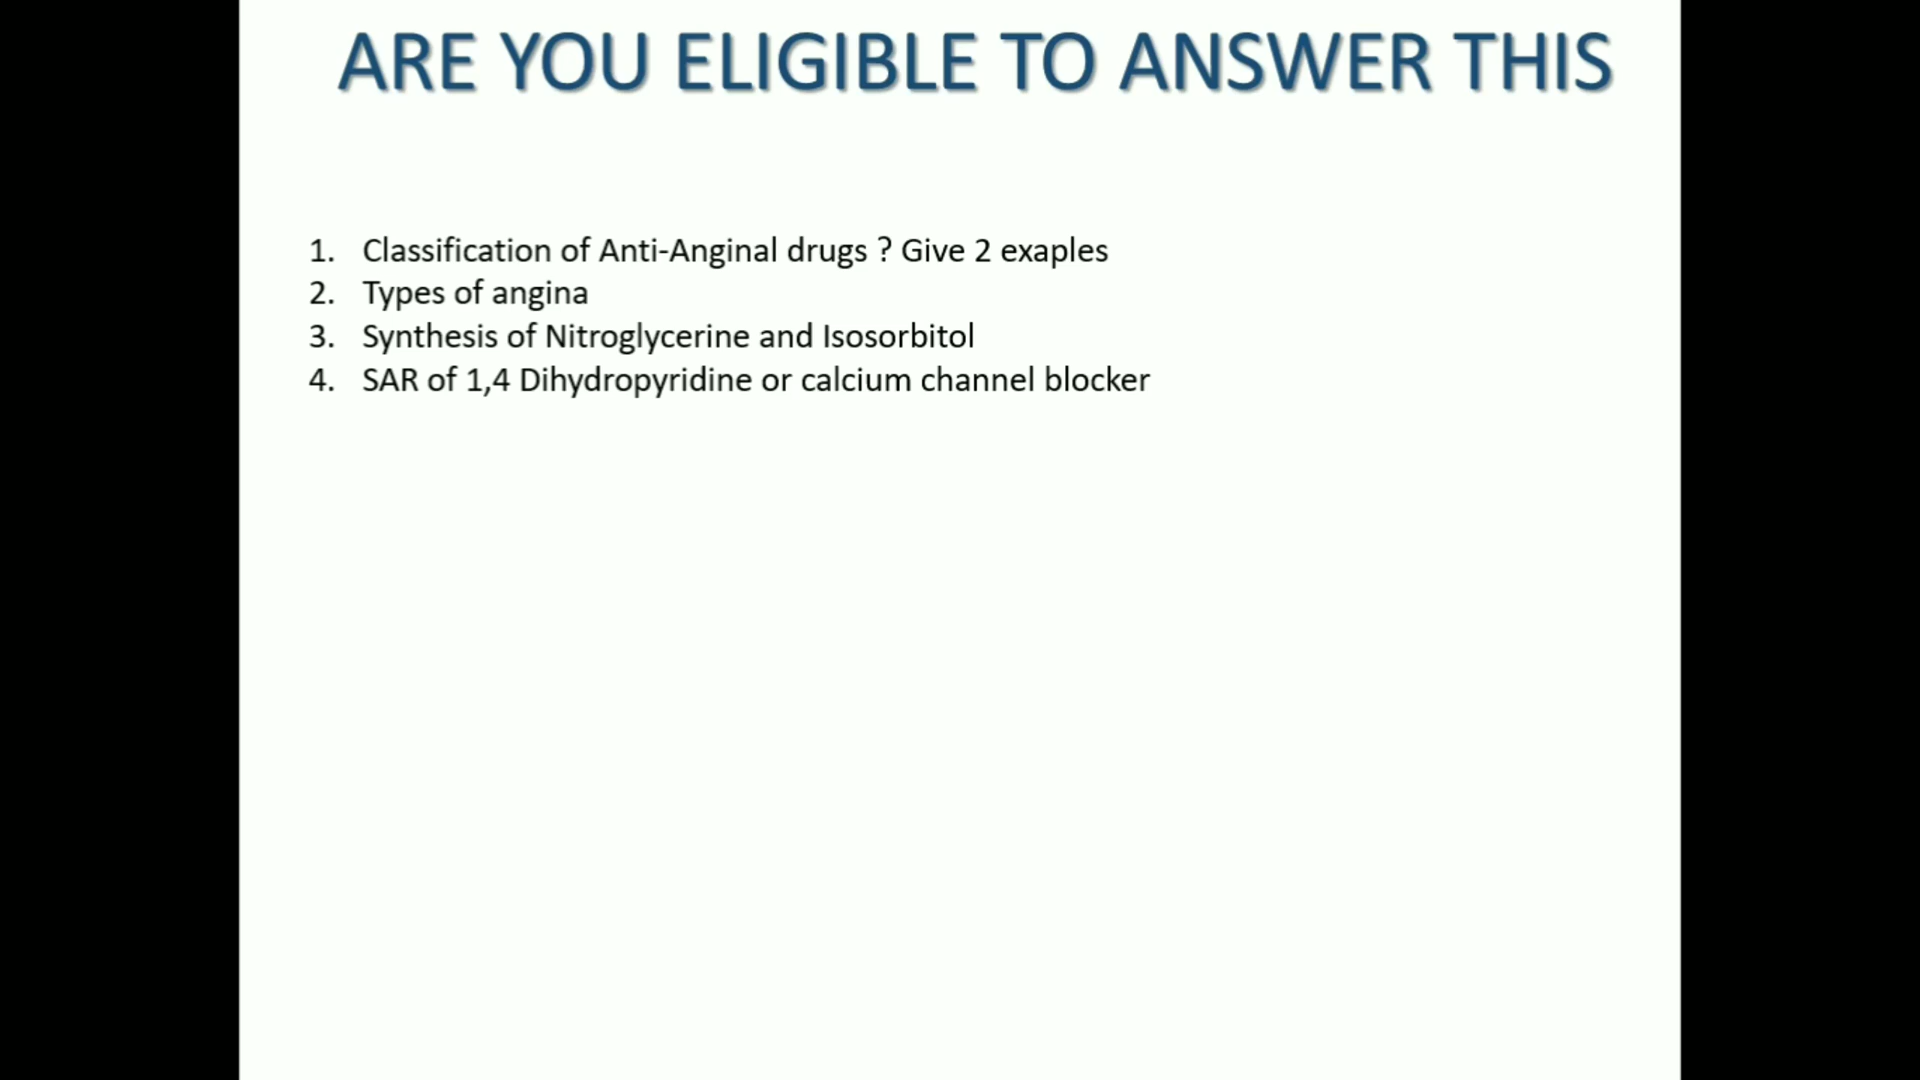 ARE YOU ELIGIBLE TO ANSWER THIS
1. Classification of Anti-Anginal drugs ? Give 2 exaples
2. Types of angina
3. Synthesis of Nitroglycerine and Isosorbitol
4. SAR of 1,4 Dihydropyridine or calcium channel blocker